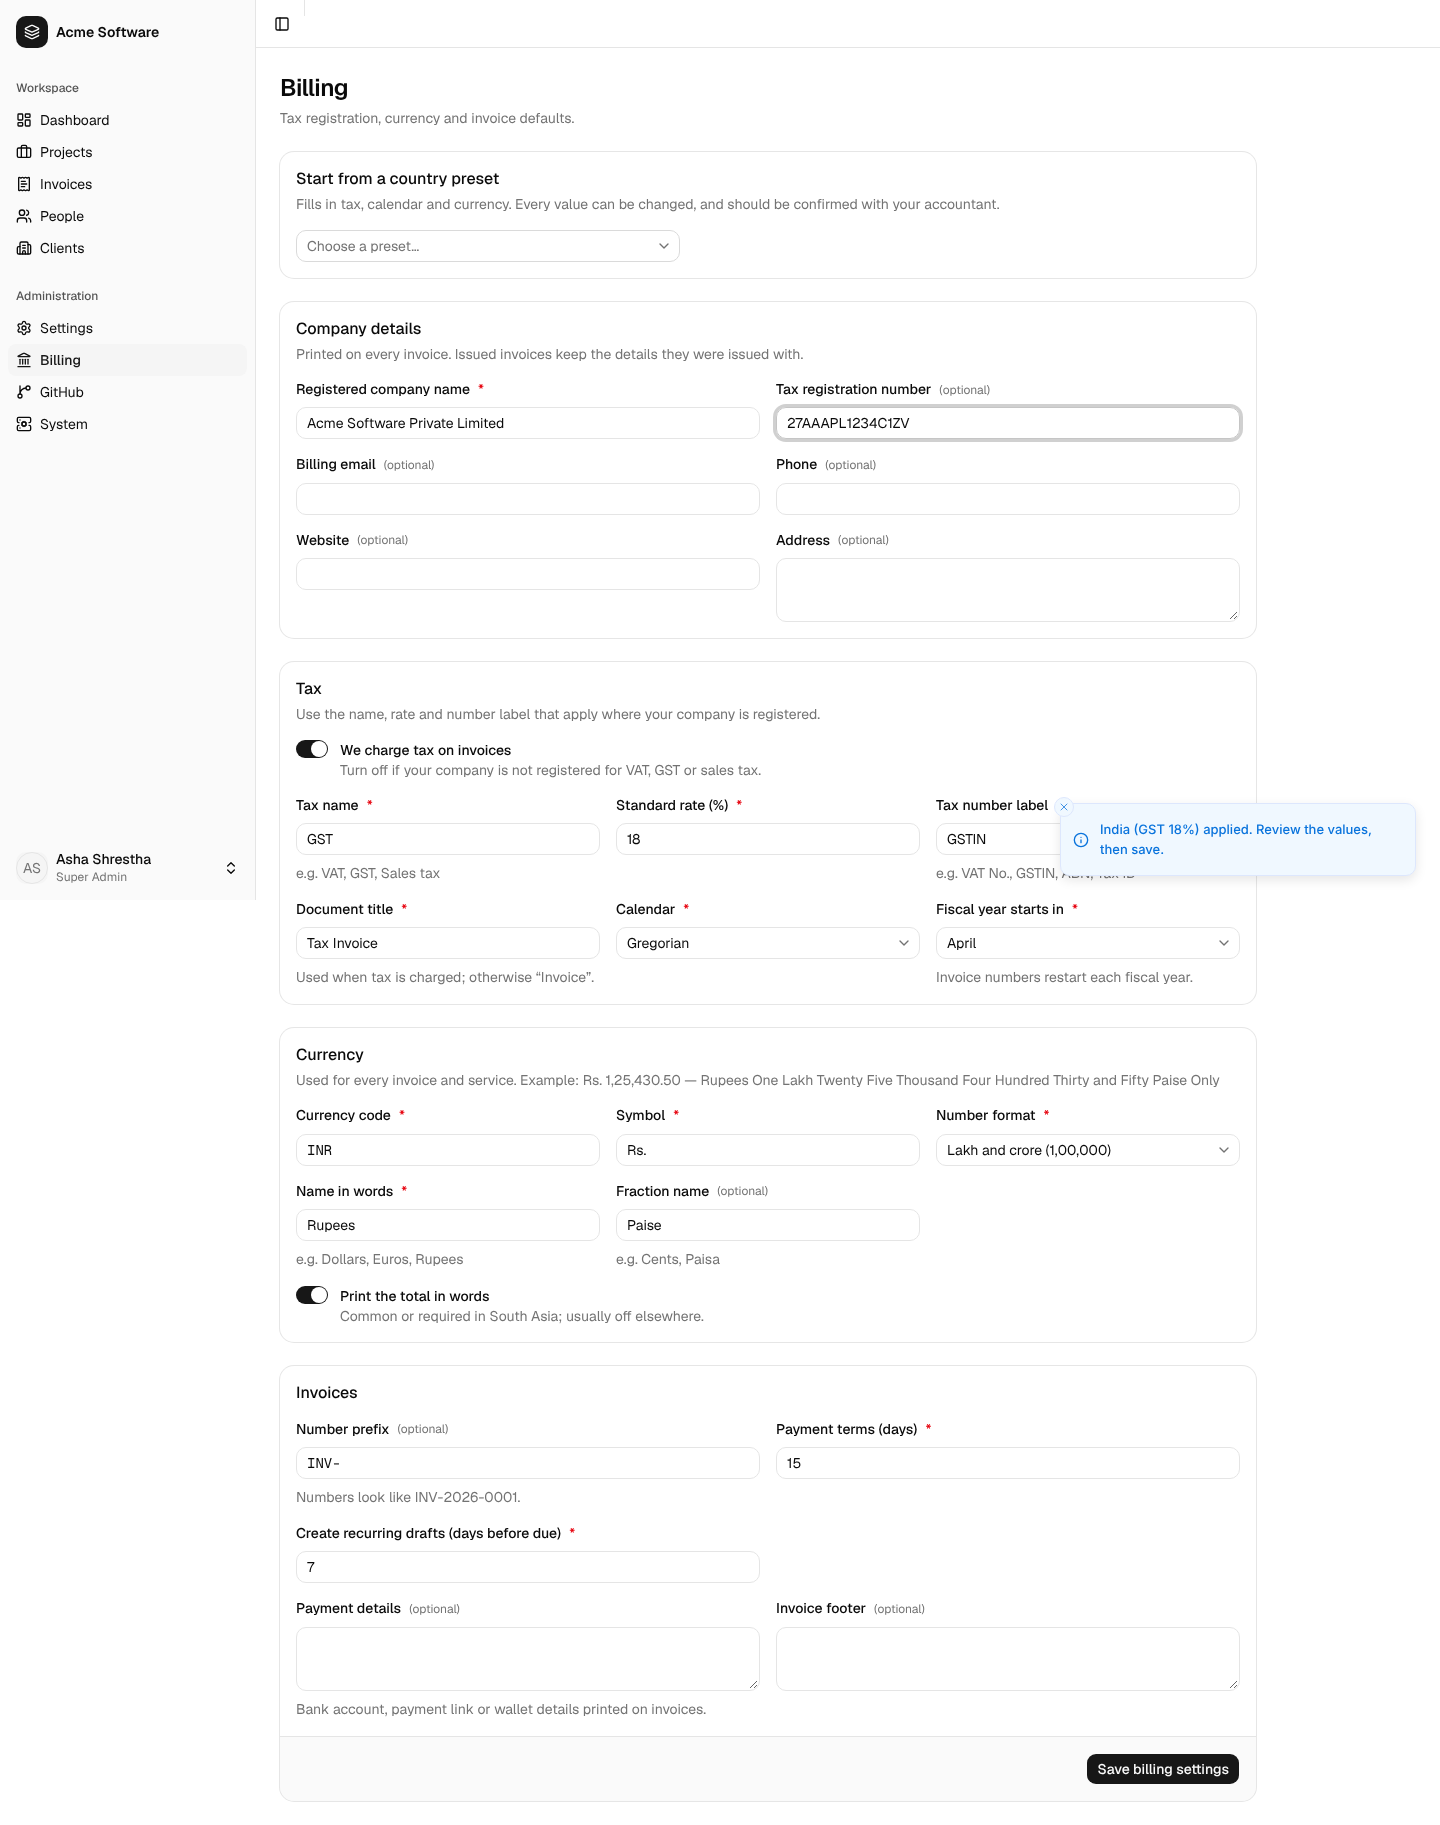 Acme Software
Workspace
Dashboard
Projects
Invoices
People
Clients
Administration
Settings
Billing
GitHub
System
AS
Asha Shrestha
Super Admin
Billing
Tax registration, currency and invoice defaults.
Start from a country preset
Fills in tax, calendar and currency. Every value can be changed, and should be confirmed with your accountant.
Choose a preset...
Company details
Printed on every invoice. Issued invoices keep the details they were issued with.
Registered company name *
Tax registration number (optional)
Acme Software Private Limited
27AAAPL1234C1ZV
Billing email (optional)
Phone (optional)
Website (optional)
Address (optional)
Tax
Use the name, rate and number label that apply where your company is registered.
We charge tax on invoices
Turn off if your company is not registered for VAT, GST or sales tax.
Tax name *
Standard rate (%) *
Tax number label
GST
18
GSTIN
India (GST 18%) applied. Review the values,
then save.
e.g. VAT, GST, Sales tax
e.g. VAT No., GSTIN, ABN, Tax ID
Document title *
Calendar *
Fiscal year starts in *
Tax Invoice
Gregorian
April
Used when tax is charged; otherwise “Invoice”.
Invoice numbers restart each fiscal year.
Currency
Used for every invoice and service. Example: Rs. 1,25,430.50 — Rupees One Lakh Twenty Five Thousand Four Hundred Thirty and Fifty Paise Only
Currency code *
Symbol *
Number format *
INR
Rs.
Lakh and crore (1,00,000)
Name in words *
Fraction name (optional)
Rupees
Paise
e.g. Dollars, Euros, Rupees
e.g. Cents, Paisa
Print the total in words
Common or required in South Asia; usually off elsewhere.
Invoices
Number prefix (optional)
Payment terms (days) *
INV-
15
Numbers look like INV-2026-0001.
Create recurring drafts (days before due) *
7
Payment details (optional)
Invoice footer (optional)
Bank account, payment link or wallet details printed on invoices.
Save billing settings